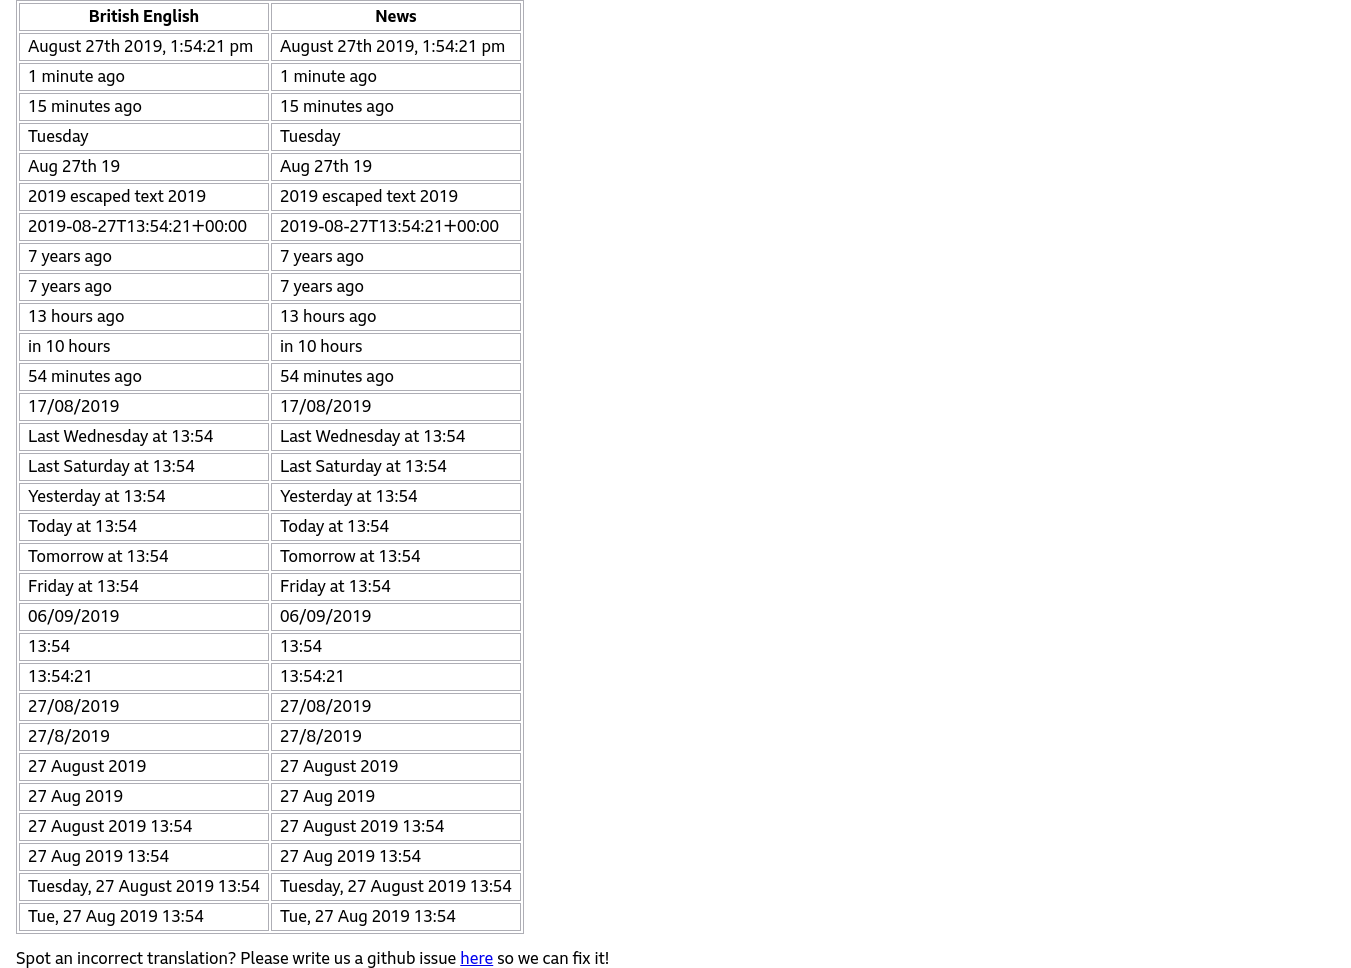 British English News
August 27th 2019, 1:54:21 pm August 27th 2019, 1:54:21 pm
1 minute ago 1 minute ago
15 minutes ago 15 minutes ago
Tuesday Tuesday
Aug 27th 19 Aug 27th 19
2019 escaped text 2019 2019 escaped text 2019
2019-08-27T13:54:21+00:00 2019-08-27T13:54:21+00:00
7 years ago 7 years ago
7 years ago 7 years ago
13 hours ago 13 hours ago
in 10 hours in 10 hours
54 minutes ago 54 minutes ago
17/08/2019 17/08/2019
Last Wednesday at 13:54 Last Wednesday at 13:54
Last Saturday at 13:54 Last Saturday at 13:54
Yesterday at 13:54 Yesterday at 13:54
Today at 13:54 Today at 13:54
Tomorrow at 13:54 Tomorrow at 13:54
Friday at 13:54 Friday at 13:54
06/09/2019 06/09/2019
13:54 13:54
13:54:21 13:54:21
27/08/2019 27/08/2019
27/8/2019 27/8/2019
27 August 2019 27 August 2019
27 Aug 2019 27 Aug 2019
27 August 2019 13:54 27 August 2019 13:54
27 Aug 2019 13:54 27 Aug 2019 13:54
Tuesday, 27 August 2019 13:54 Tuesday, 27 August 2019 13:54
Tue, 27 Aug 2019 13:54 Tue, 27 Aug 2019 13:54
Spot an incorrect translation? Please write us a github issue here so we can fix it!